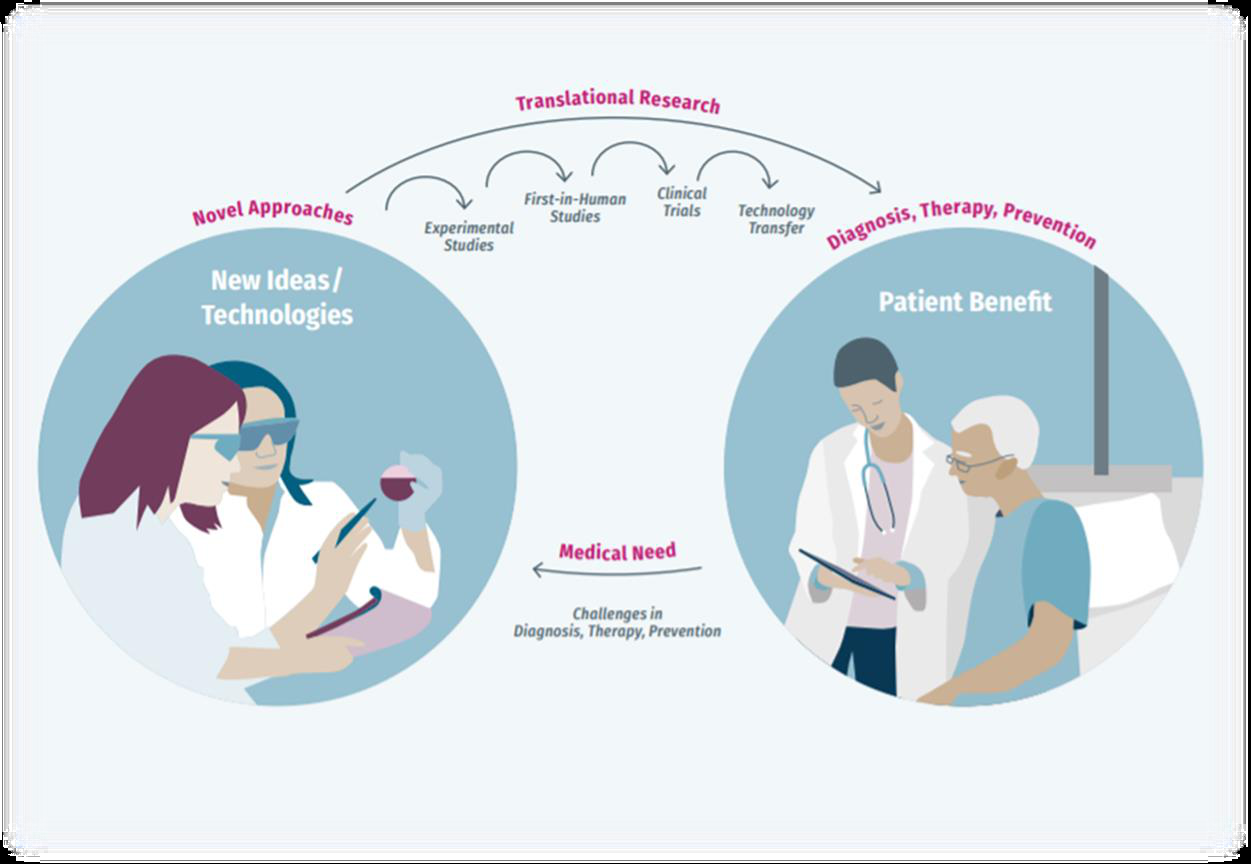 Translational Research
Novel Approaches
Experimental
Studies
First-in-Human
Studies
Clinical
Trials
Technology
Transfer
Diagnosis, Therapy, Prevention
New Ideas/
Technologies
Patient Benefit
Medical Need
Challenges in
Diagnosis, Therapy, Prevention